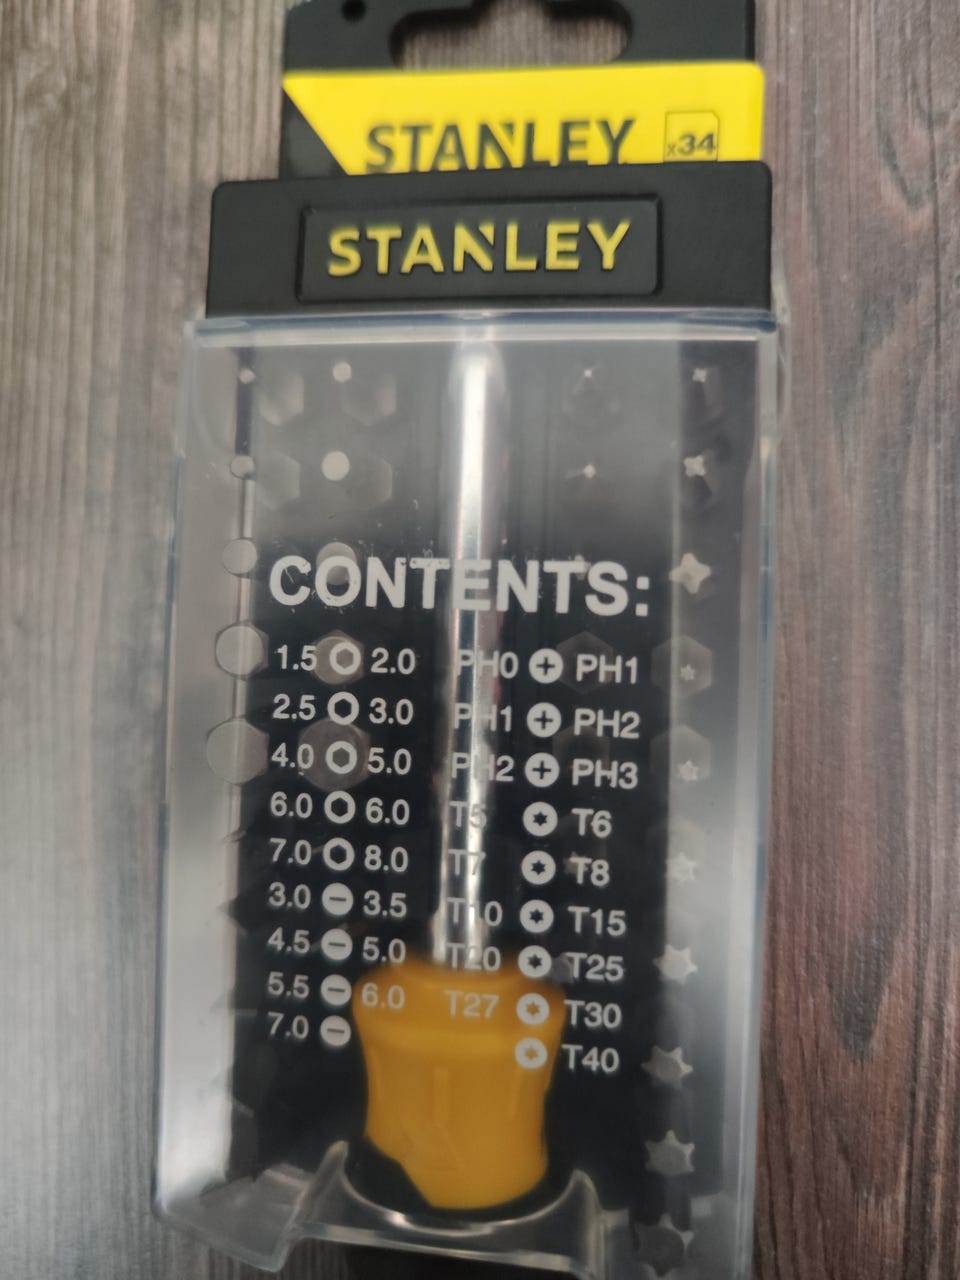 STANLEY x34
STANLEY
CONTENTS:
1.5 2.0 PH0 PH1
2.5 3.0 PH1 PH2
4.0 5.0 PH2 PH3
6.0 6.0 T5 T6
7.0 8.0 T7 T8
3.0 3.5 T10 T15
4.5 5.0 T20 T25
5.5 6.0 T27 T30
7.0 T40